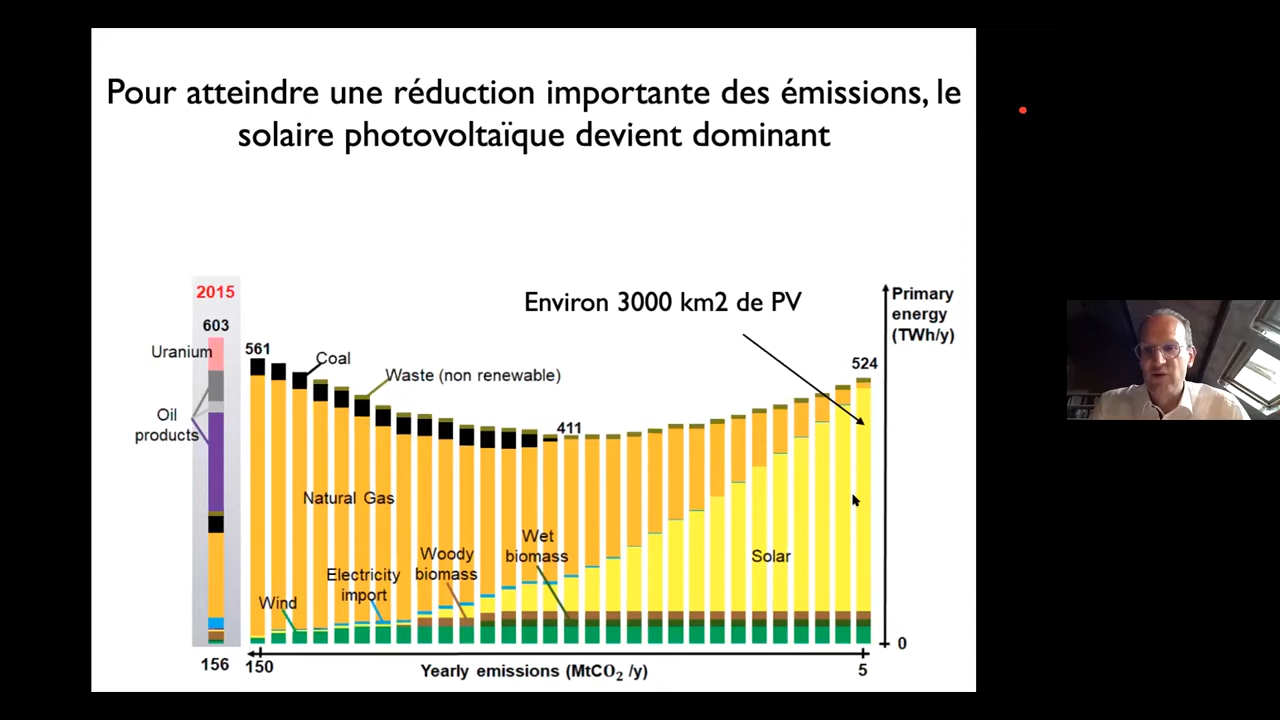 Pour atteindre une réduction importante des émissions, le
solaire photovoltaïque devient dominant
Environ 3000 km2 de PV
2015
603
Uranium
Oil
products
156
561
Coal
Waste (non renewable)
411
524
Primary
energy
(TWh/y)
Natural Gas
Wind
Electricity
import
Woody
biomass
Wet
biomass
Solar
0
150
Yearly emissions (MtCO₂ /y)
5